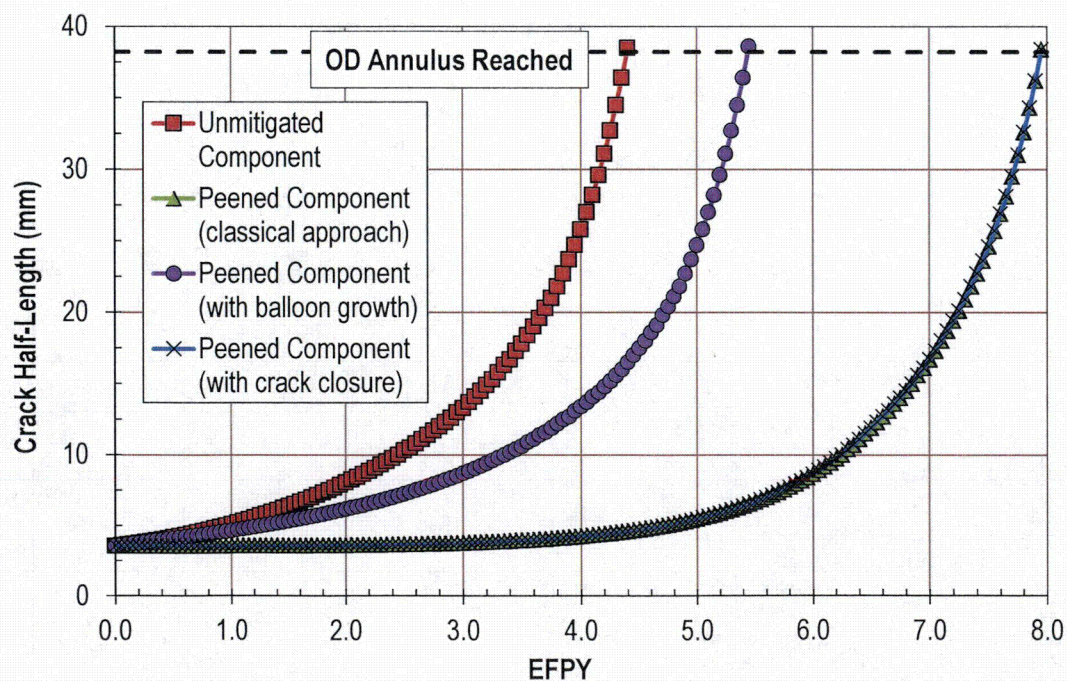 40
OD Annulus Reached
Unmitigated
Component
Peened Component
(classical approach)
Peened Component
(with balloon growth)
Peened Component
(with crack closure)
30
20
10
0
Crack Half-Length (mm)
0.0 1.0 2.0 3.0 4.0 5.0 6.0 7.0 8.0
EFPY